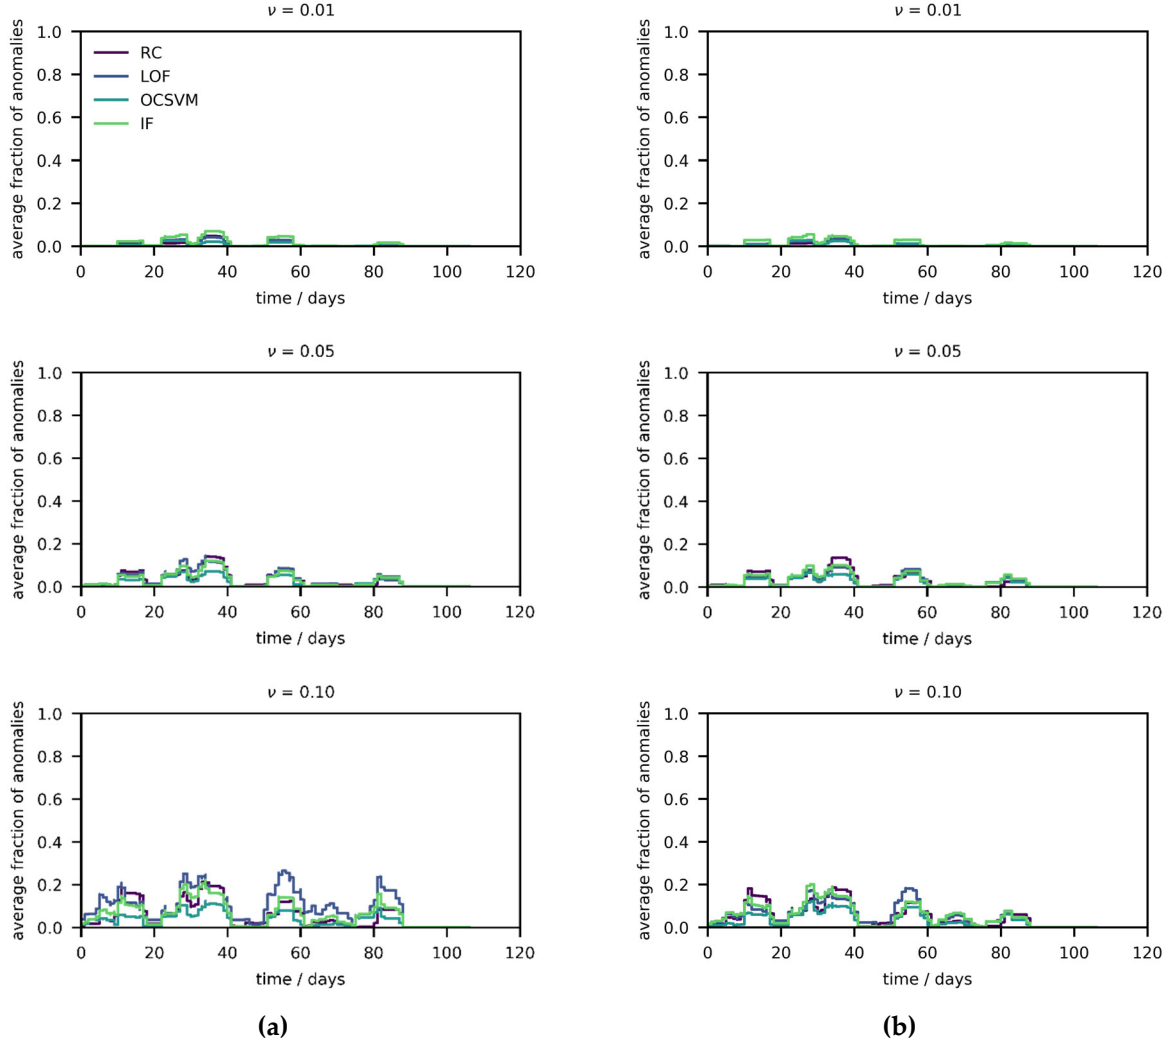 ν = 0.01
average fraction of anomalies
1.0
0.8
0.6
0.4
0.2
0.0
RC
LOF
OCSVM
IF
0 20 40 60 80 100 120
time / days
ν = 0.01
average fraction of anomalies
1.0
0.8
0.6
0.4
0.2
0.0
0 20 40 60 80 100 120
time / days
ν = 0.05
average fraction of anomalies
1.0
0.8
0.6
0.4
0.2
0.0
0 20 40 60 80 100 120
time / days
ν = 0.05
average fraction of anomalies
1.0
0.8
0.6
0.4
0.2
0.0
0 20 40 60 80 100 120
time / days
ν = 0.10
average fraction of anomalies
1.0
0.8
0.6
0.4
0.2
0.0
0 20 40 60 80 100 120
time / days
ν = 0.10
average fraction of anomalies
1.0
0.8
0.6
0.4
0.2
0.0
0 20 40 60 80 100 120
time / days
(a)
(b)